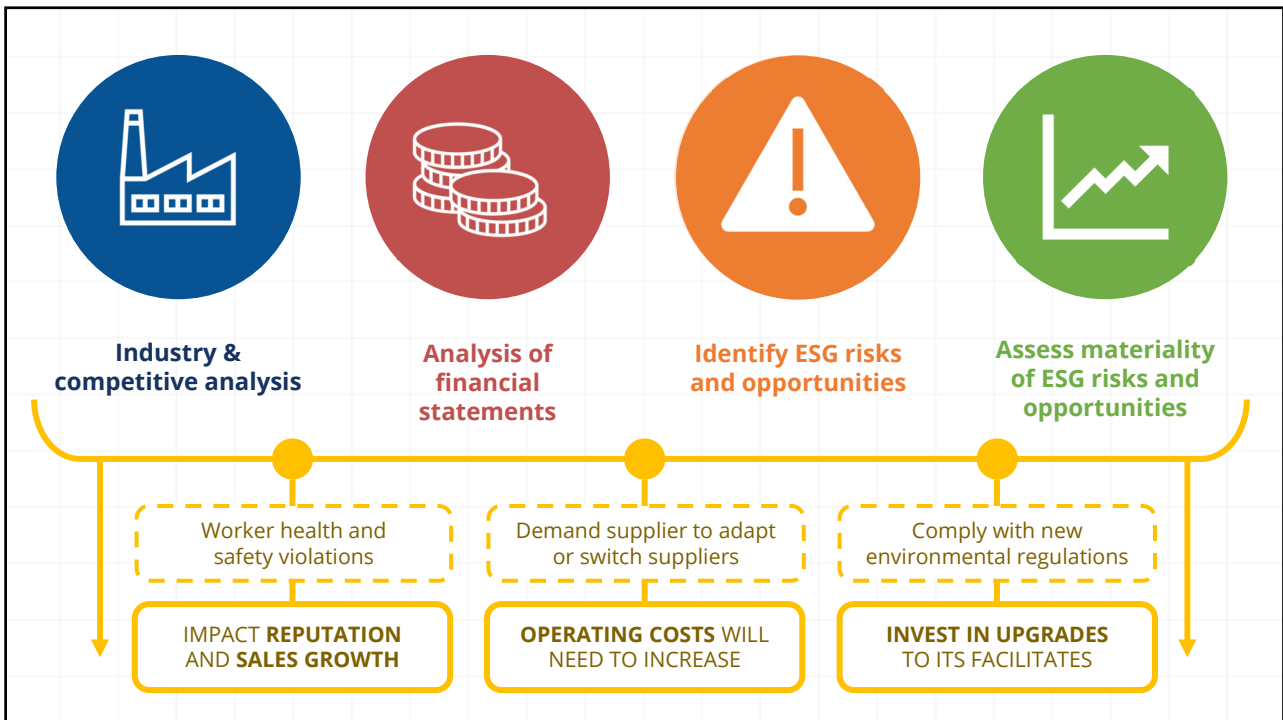 Industry &
competitive analysis
Analysis of
financial
statements
Identify ESG risks
and opportunities
Assess materiality
of ESG risks and
opportunities
Worker health and
safety violations
Demand supplier to adapt
or switch suppliers
Comply with new
environmental regulations
IMPACT REPUTATION
AND SALES GROWTH
OPERATING COSTS WILL
NEED TO INCREASE
INVEST IN UPGRADES
TO ITS FACILITATES